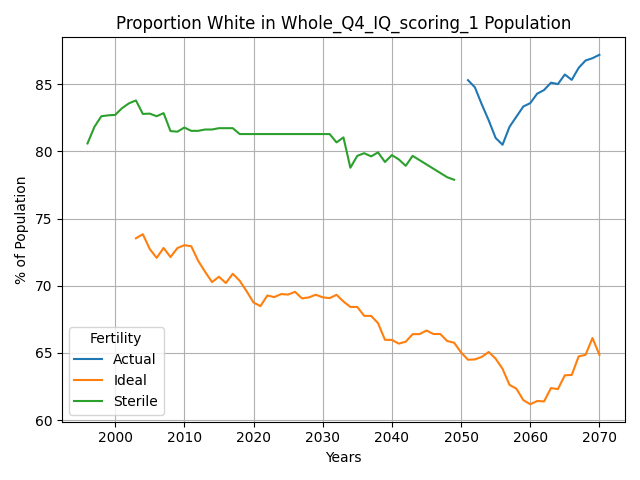 Proportion White in Whole_Q4_IQ_scoring_1 Population
% of Population
85
80
75
70
65
60
Fertility
Actual
Ideal
Sterile
2000 2010 2020 2030 2040 2050 2060 2070
Years